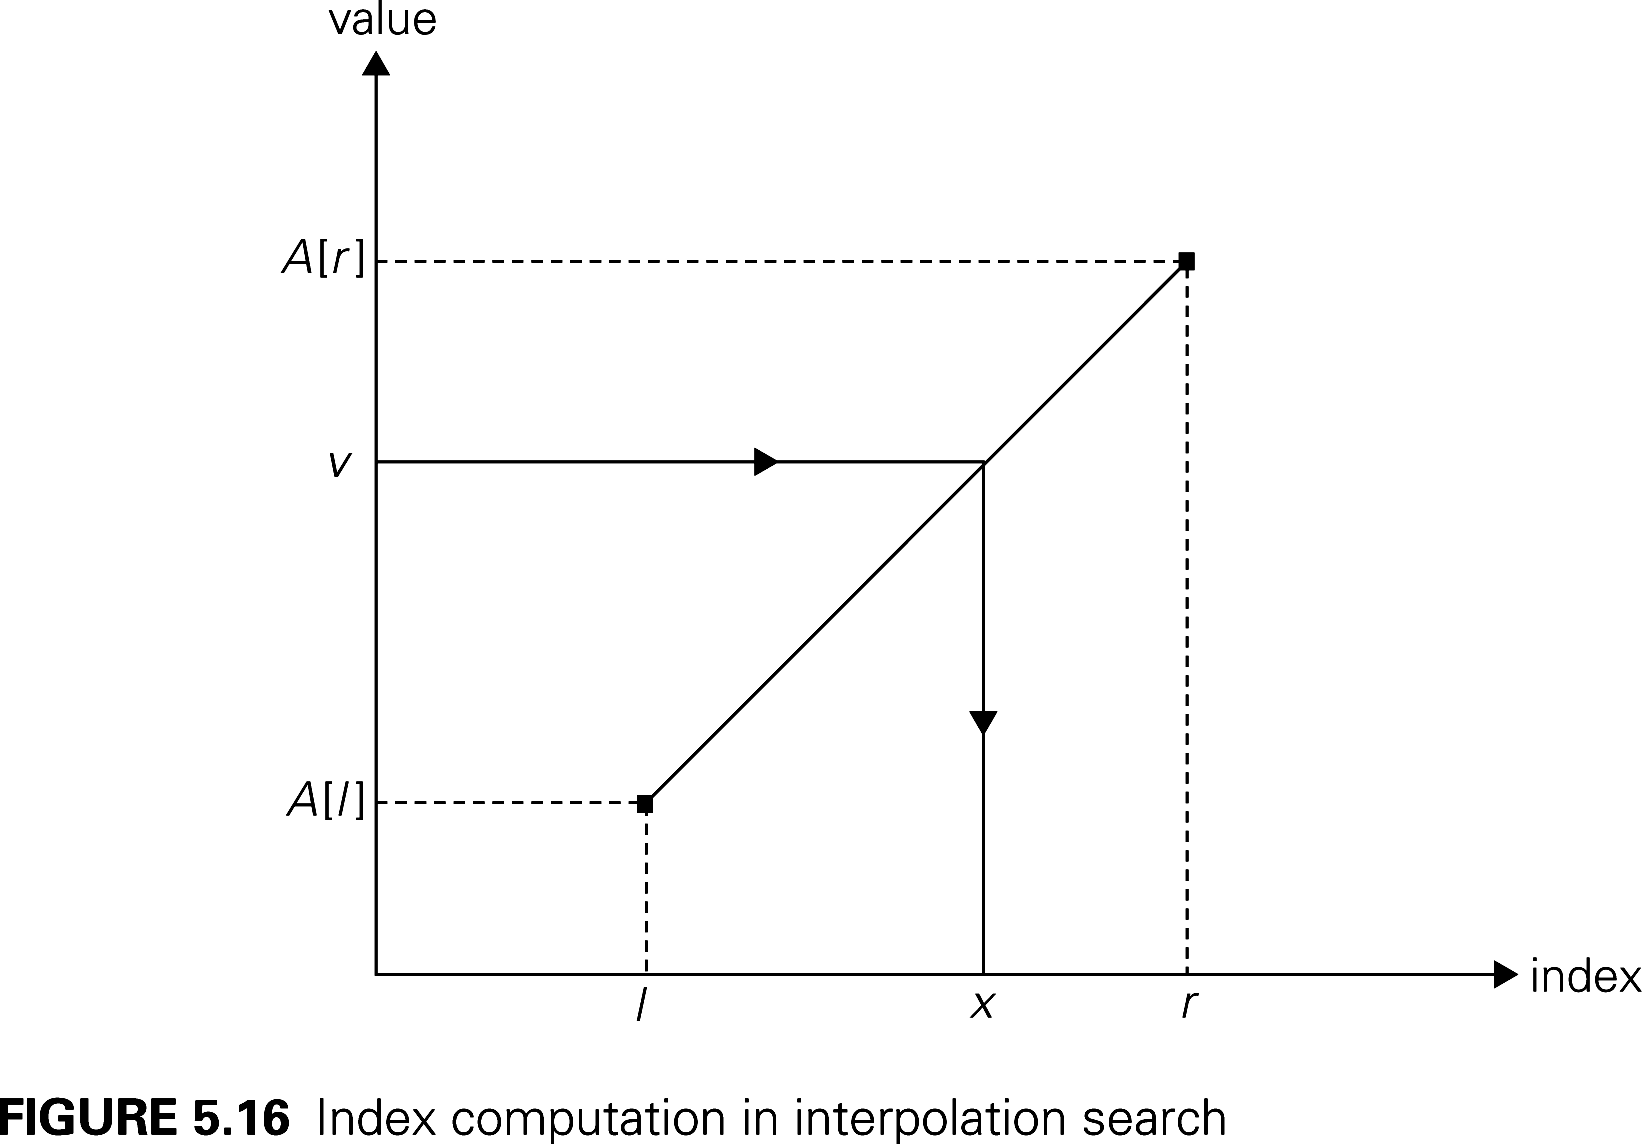 value
A[r]
v
A[l]
l x r
index
FIGURE 5.16 Index computation in interpolation search